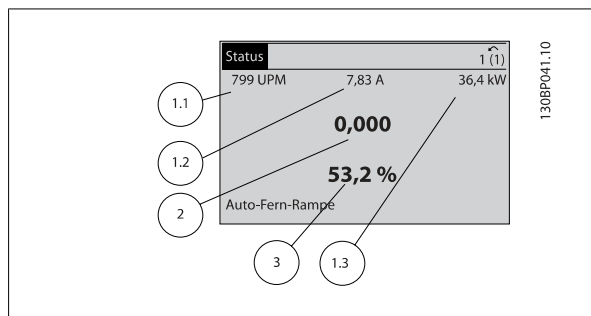 Status
1 (1)
799 UPM 7,83 A 36,4 kW
0,000
53,2 %
Auto-Fern-Rampe
1.1
1.2
2
3
1.3
130BP041.10